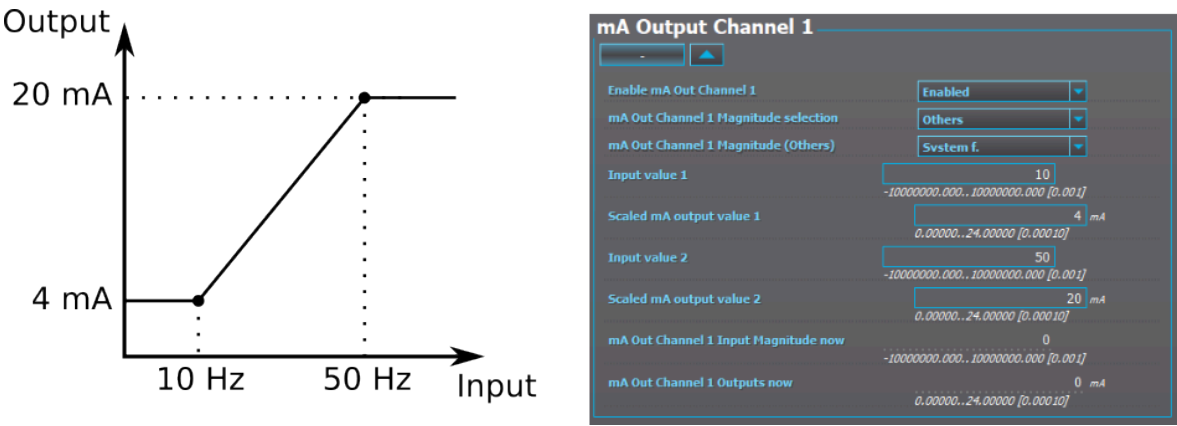 Output
20 mA
4 mA
10 Hz
50 Hz
Input
mA Output Channel 1
-
Enable mA Out Channel 1
Enabled
mA Out Channel 1 Magnitude selection
Others
mA Out Channel 1 Magnitude (Others)
System f.
Input value 1
10
-10000000.000..10000000.000 [0.001]
Scaled mA output value 1
4 mA
0.00000..24.00000 [0.00010]
Input value 2
50
-10000000.000..10000000.000 [0.001]
Scaled mA output value 2
20 mA
0.00000..24.00000 [0.00010]
mA Out Channel 1 Input Magnitude now
0
-10000000.000..10000000.000 [0.001]
mA Out Channel 1 Outputs now
0 mA
0.00000..24.00000 [0.00010]